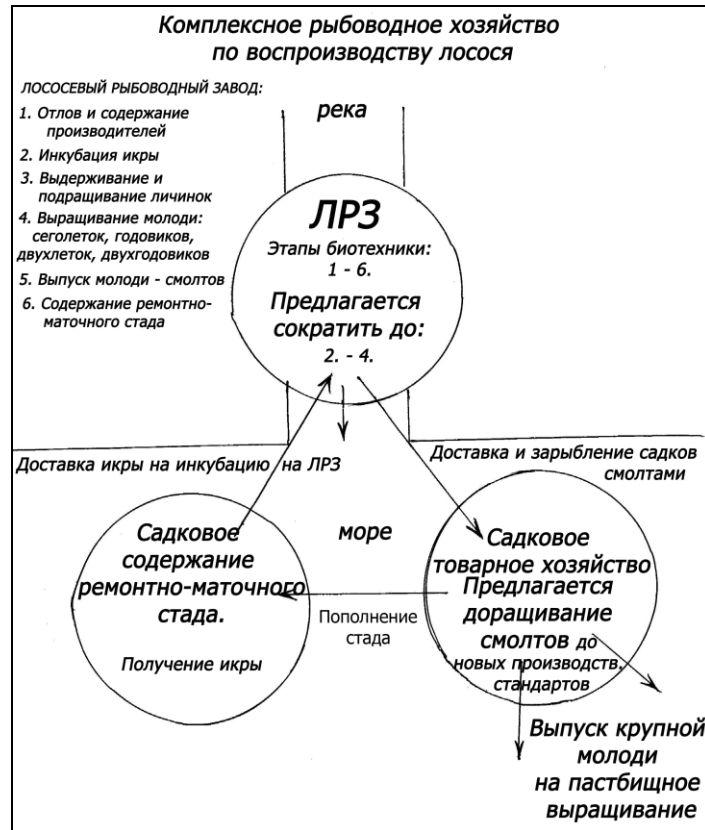 Комплексное рыбоводное хозяйство
по воспроизводству лосося
ЛОСОСЕВЫЙ РЫБОВОДНЫЙ ЗАВОД:
1. Отлов и содержание
производителей
2. Инкубация икры
3. Выдерживание и
подращивание личинок
4. Выращивание молоди:
сеголеток, годовиков,
двухлеток, двухгодовиков
5. Выпуск молоди - смолтов
6. Содержание ремонтно-
маточного стада
река
ЛРЗ
Этапы биотехники:
1 - 6.
Предлагается
сократить до:
2. - 4.
Доставка икры на инкубацию на ЛРЗ
Доставка и зарыбление садков
смолтами
море
Садковое
содержание
ремонтно-маточного
стада.
Получение икры
Пополнение
стада
Садковое
товарное хозяйство
Предлагается
доращивание
смолтов до
новых производств.
стандартов
Выпуск крупной
молоди
на пастбищное
выращивание